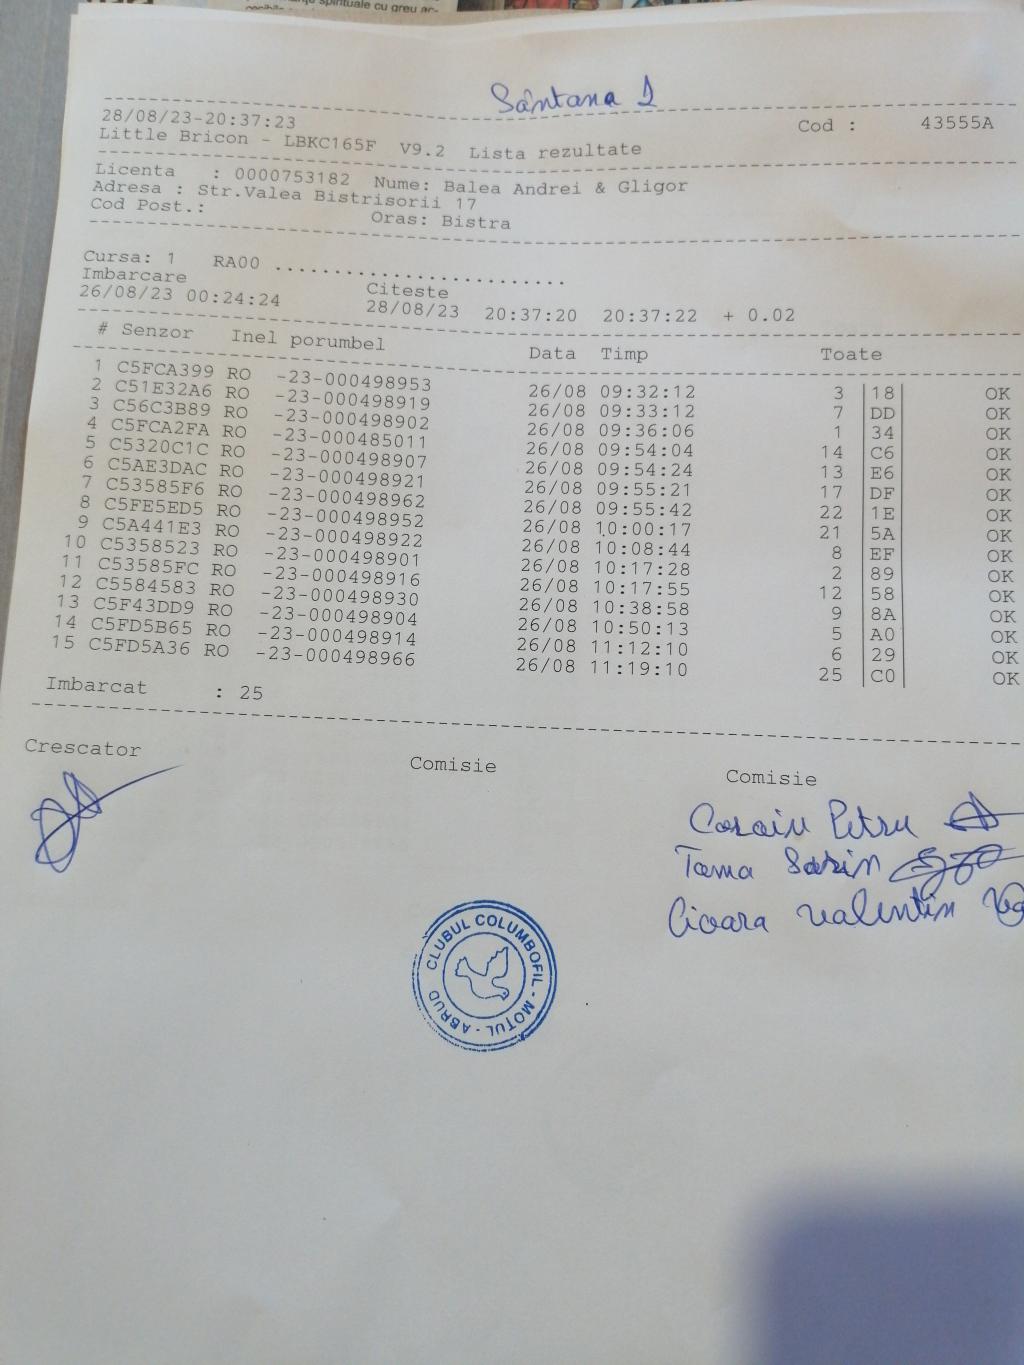 Sântana 1
28/08/23-20:37:23 Cod : 43555A
Little Bricon - LBKC165F V9.2 Lista rezultate
Licenta : 0000753182 Nume: Balea Andrei & Gligor
Adresa : Str.Valea Bistrisorii 17
Cod Post.: Oras: Bistra
Cursa: 1 RA00 ........................
Imbarcare Citeste
26/08/23 00:24:24 28/08/23 20:37:20 20:37:22 + 0.02
# Senzor Inel porumbel Data Timp Toate
1 C5FCA399 RO -23-000498953 26/08 09:32:12 3 |18| OK
2 C51E32A6 RO -23-000498919 26/08 09:33:12 7 |DD| OK
3 C56C3B89 RO -23-000498902 26/08 09:36:06 1 |34| OK
4 C5FCA2FA RO -23-000485011 26/08 09:54:04 14 |C6| OK
5 C5320C1C RO -23-000498907 26/08 09:54:24 13 |E6| OK
6 C5AE3DAC RO -23-000498921 26/08 09:55:21 17 |DF| OK
7 C53585F6 RO -23-000498962 26/08 09:55:42 22 |1E| OK
8 C5FE5ED5 RO -23-000498952 26/08 10:00:17 21 |5A| OK
9 C5A441E3 RO -23-000498922 26/08 10:08:44 8 |EF| OK
10 C5358523 RO -23-000498901 26/08 10:17:28 2 |89| OK
11 C53585FC RO -23-000498916 26/08 10:17:55 12 |58| OK
12 C5584583 RO -23-000498930 26/08 10:38:58 9 |8A| OK
13 C5F43DD9 RO -23-000498904 26/08 10:50:13 5 |A0| OK
14 C5FD5B65 RO -23-000498914 26/08 11:12:10 6 |29| OK
15 C5FD5A36 RO -23-000498966 26/08 11:19:10 25 |C0| OK
Imbarcat : 25
Crescator Comisie Comisie
Petru
Toma Sorin
Cioara Valentin
CLUBUL COLUMBOFIL - MOȚUL - ABRUD